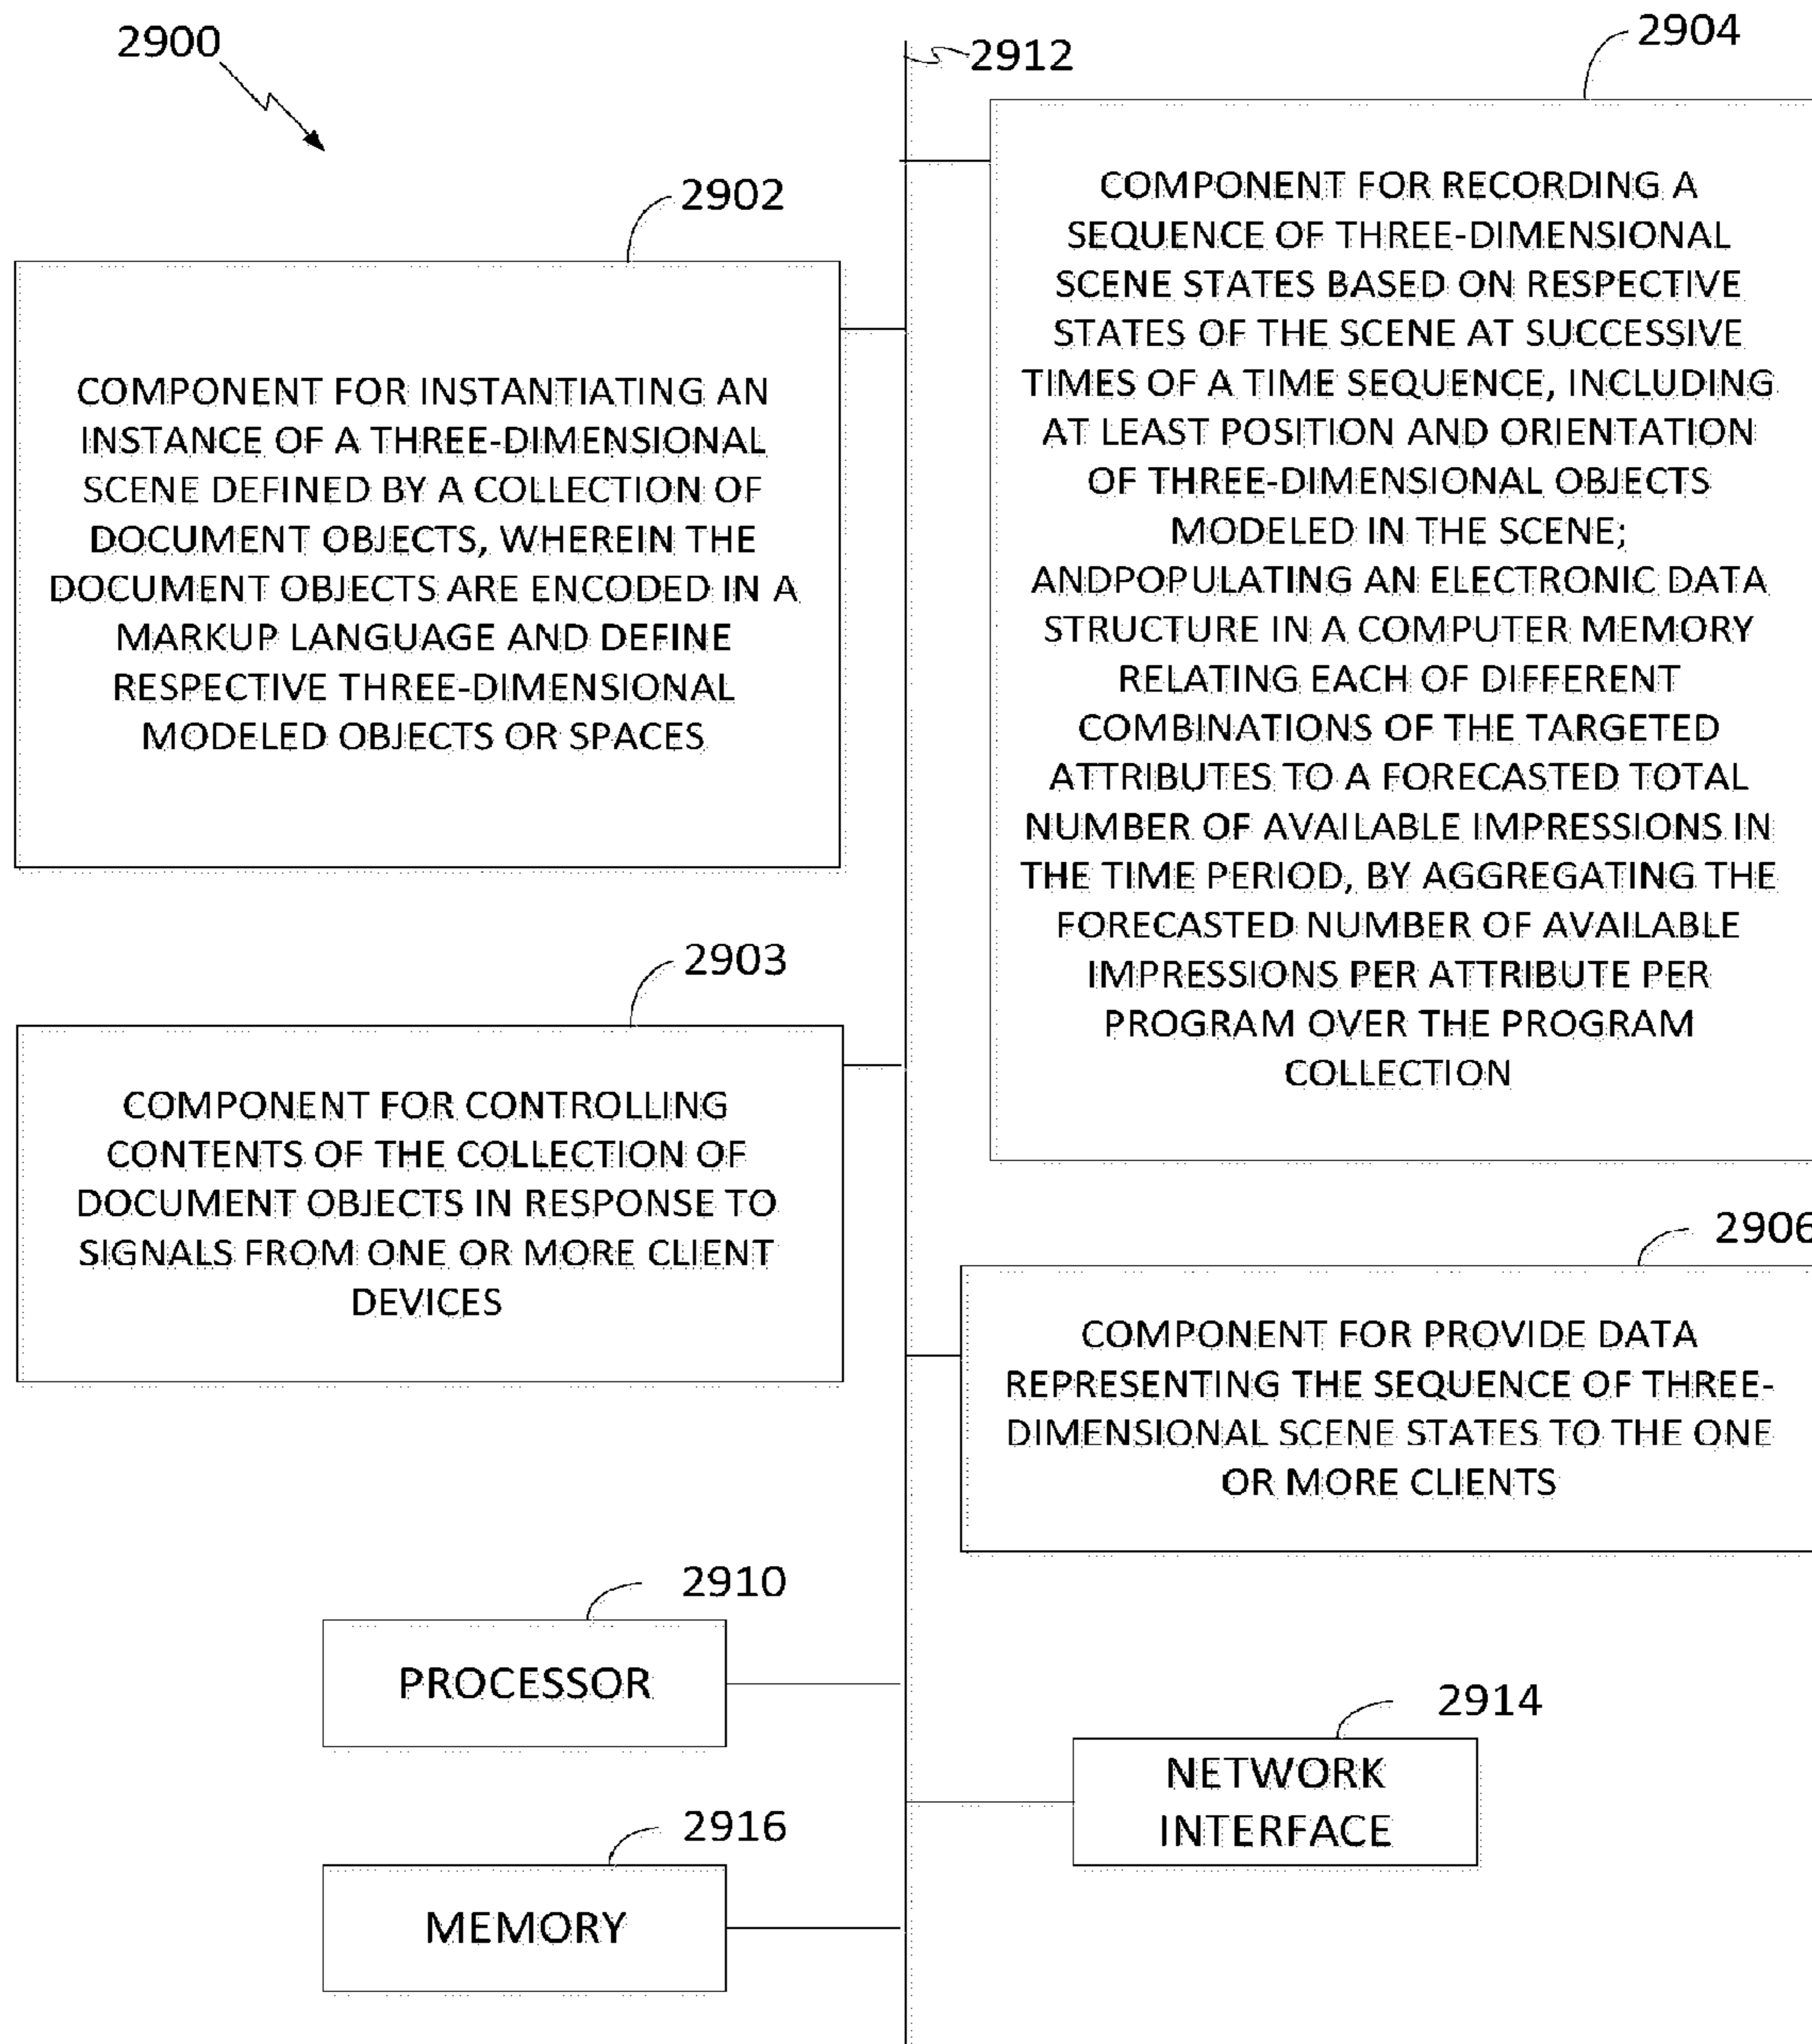 2900
2912
2904
2902
COMPONENT FOR INSTANTIATING AN
INSTANCE OF A THREE-DIMENSIONAL
SCENE DEFINED BY A COLLECTION OF
DOCUMENT OBJECTS, WHEREIN THE
DOCUMENT OBJECTS ARE ENCODED IN A
MARKUP LANGUAGE AND DEFINE
RESPECTIVE THREE-DIMENSIONAL
MODELED OBJECTS OR SPACES
COMPONENT FOR RECORDING A
SEQUENCE OF THREE-DIMENSIONAL
SCENE STATES BASED ON RESPECTIVE
STATES OF THE SCENE AT SUCCESSIVE
TIMES OF A TIME SEQUENCE, INCLUDING
AT LEAST POSITION AND ORIENTATION
OF THREE-DIMENSIONAL OBJECTS
MODELED IN THE SCENE;
ANDPOPULATING AN ELECTRONIC DATA
STRUCTURE IN A COMPUTER MEMORY
RELATING EACH OF DIFFERENT
COMBINATIONS OF THE TARGETED
ATTRIBUTES TO A FORECASTED TOTAL
NUMBER OF AVAILABLE IMPRESSIONS IN
THE TIME PERIOD, BY AGGREGATING THE
FORECASTED NUMBER OF AVAILABLE
IMPRESSIONS PER ATTRIBUTE PER
PROGRAM OVER THE PROGRAM
COLLECTION
2903
COMPONENT FOR CONTROLLING
CONTENTS OF THE COLLECTION OF
DOCUMENT OBJECTS IN RESPONSE TO
SIGNALS FROM ONE OR MORE CLIENT
DEVICES
2906
COMPONENT FOR PROVIDE DATA
REPRESENTING THE SEQUENCE OF THREE-
DIMENSIONAL SCENE STATES TO THE ONE
OR MORE CLIENTS
2910
PROCESSOR
2914
NETWORK
INTERFACE
2916
MEMORY